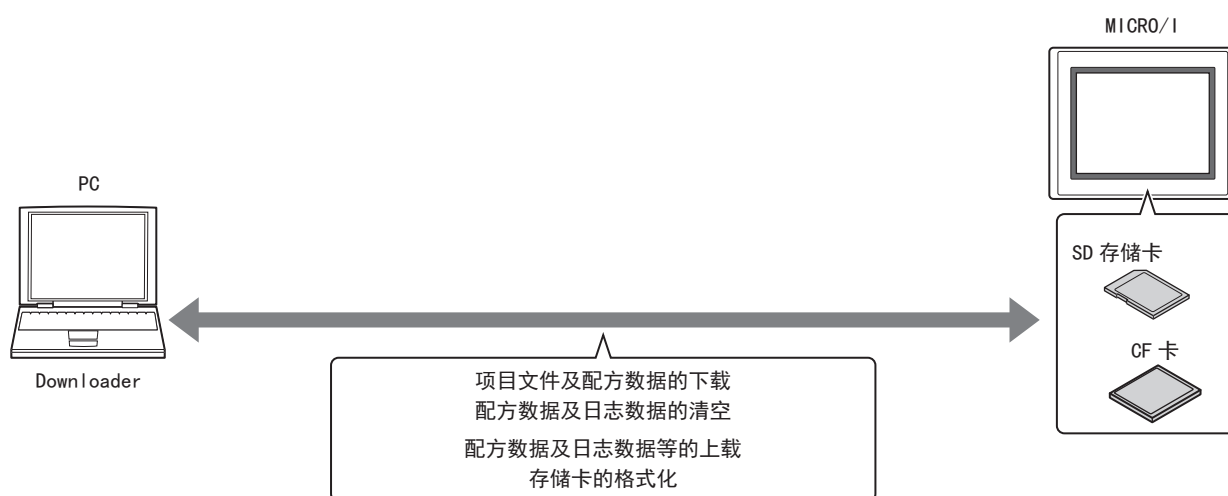 MICRO/I
PC
SD 存储卡
CF 卡
Downloader
项目文件及配方数据的下载
配方数据及日志数据的清空
配方数据及日志数据等的上载
存储卡的格式化